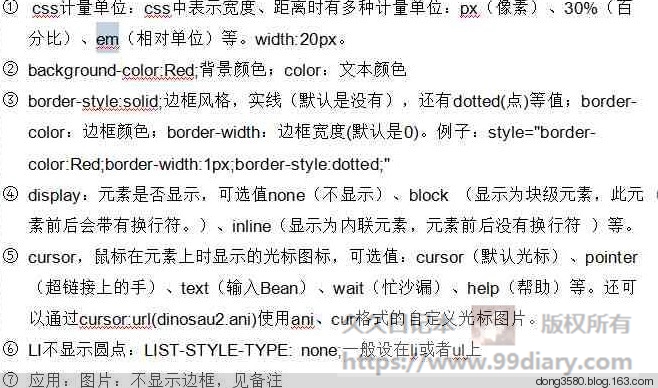 ① css计量单位：css中表示宽度、距离时有多种计量单位：px（像素）、30%（百
分比）、em（相对单位）等。width:20px。
② background-color:Red;背景颜色；color：文本颜色
③ border-style:solid;边框风格，实线（默认是没有），还有dotted(点)等值；border-
color：边框颜色；border-width：边框宽度(默认是0)。例子：style="border-
color:Red;border-width:1px;border-style:dotted;"
④ display：元素是否显示，可选值none（不显示）、block （显示为块级元素，此元
素前后会带有换行符。）、inline（显示为内联元素，元素前后没有换行符 ）等。
⑤ cursor，鼠标在元素上时显示的光标图标，可选值：cursor（默认光标）、pointer
（超链接上的手）、text（输入Bean）、wait（忙沙漏）、help（帮助）等。还可
以通过cursor:url(dinosau2.ani)使用ani、cur格式的自定义光标图片。
版权所有
⑥ LI不显示圆点：LIST-STYLE-TYPE: none;一般设在li或者ul上
https://www.99diary.com
⑦ 应用：图片：不显示边框，见备注
dong3580.blog.163.com